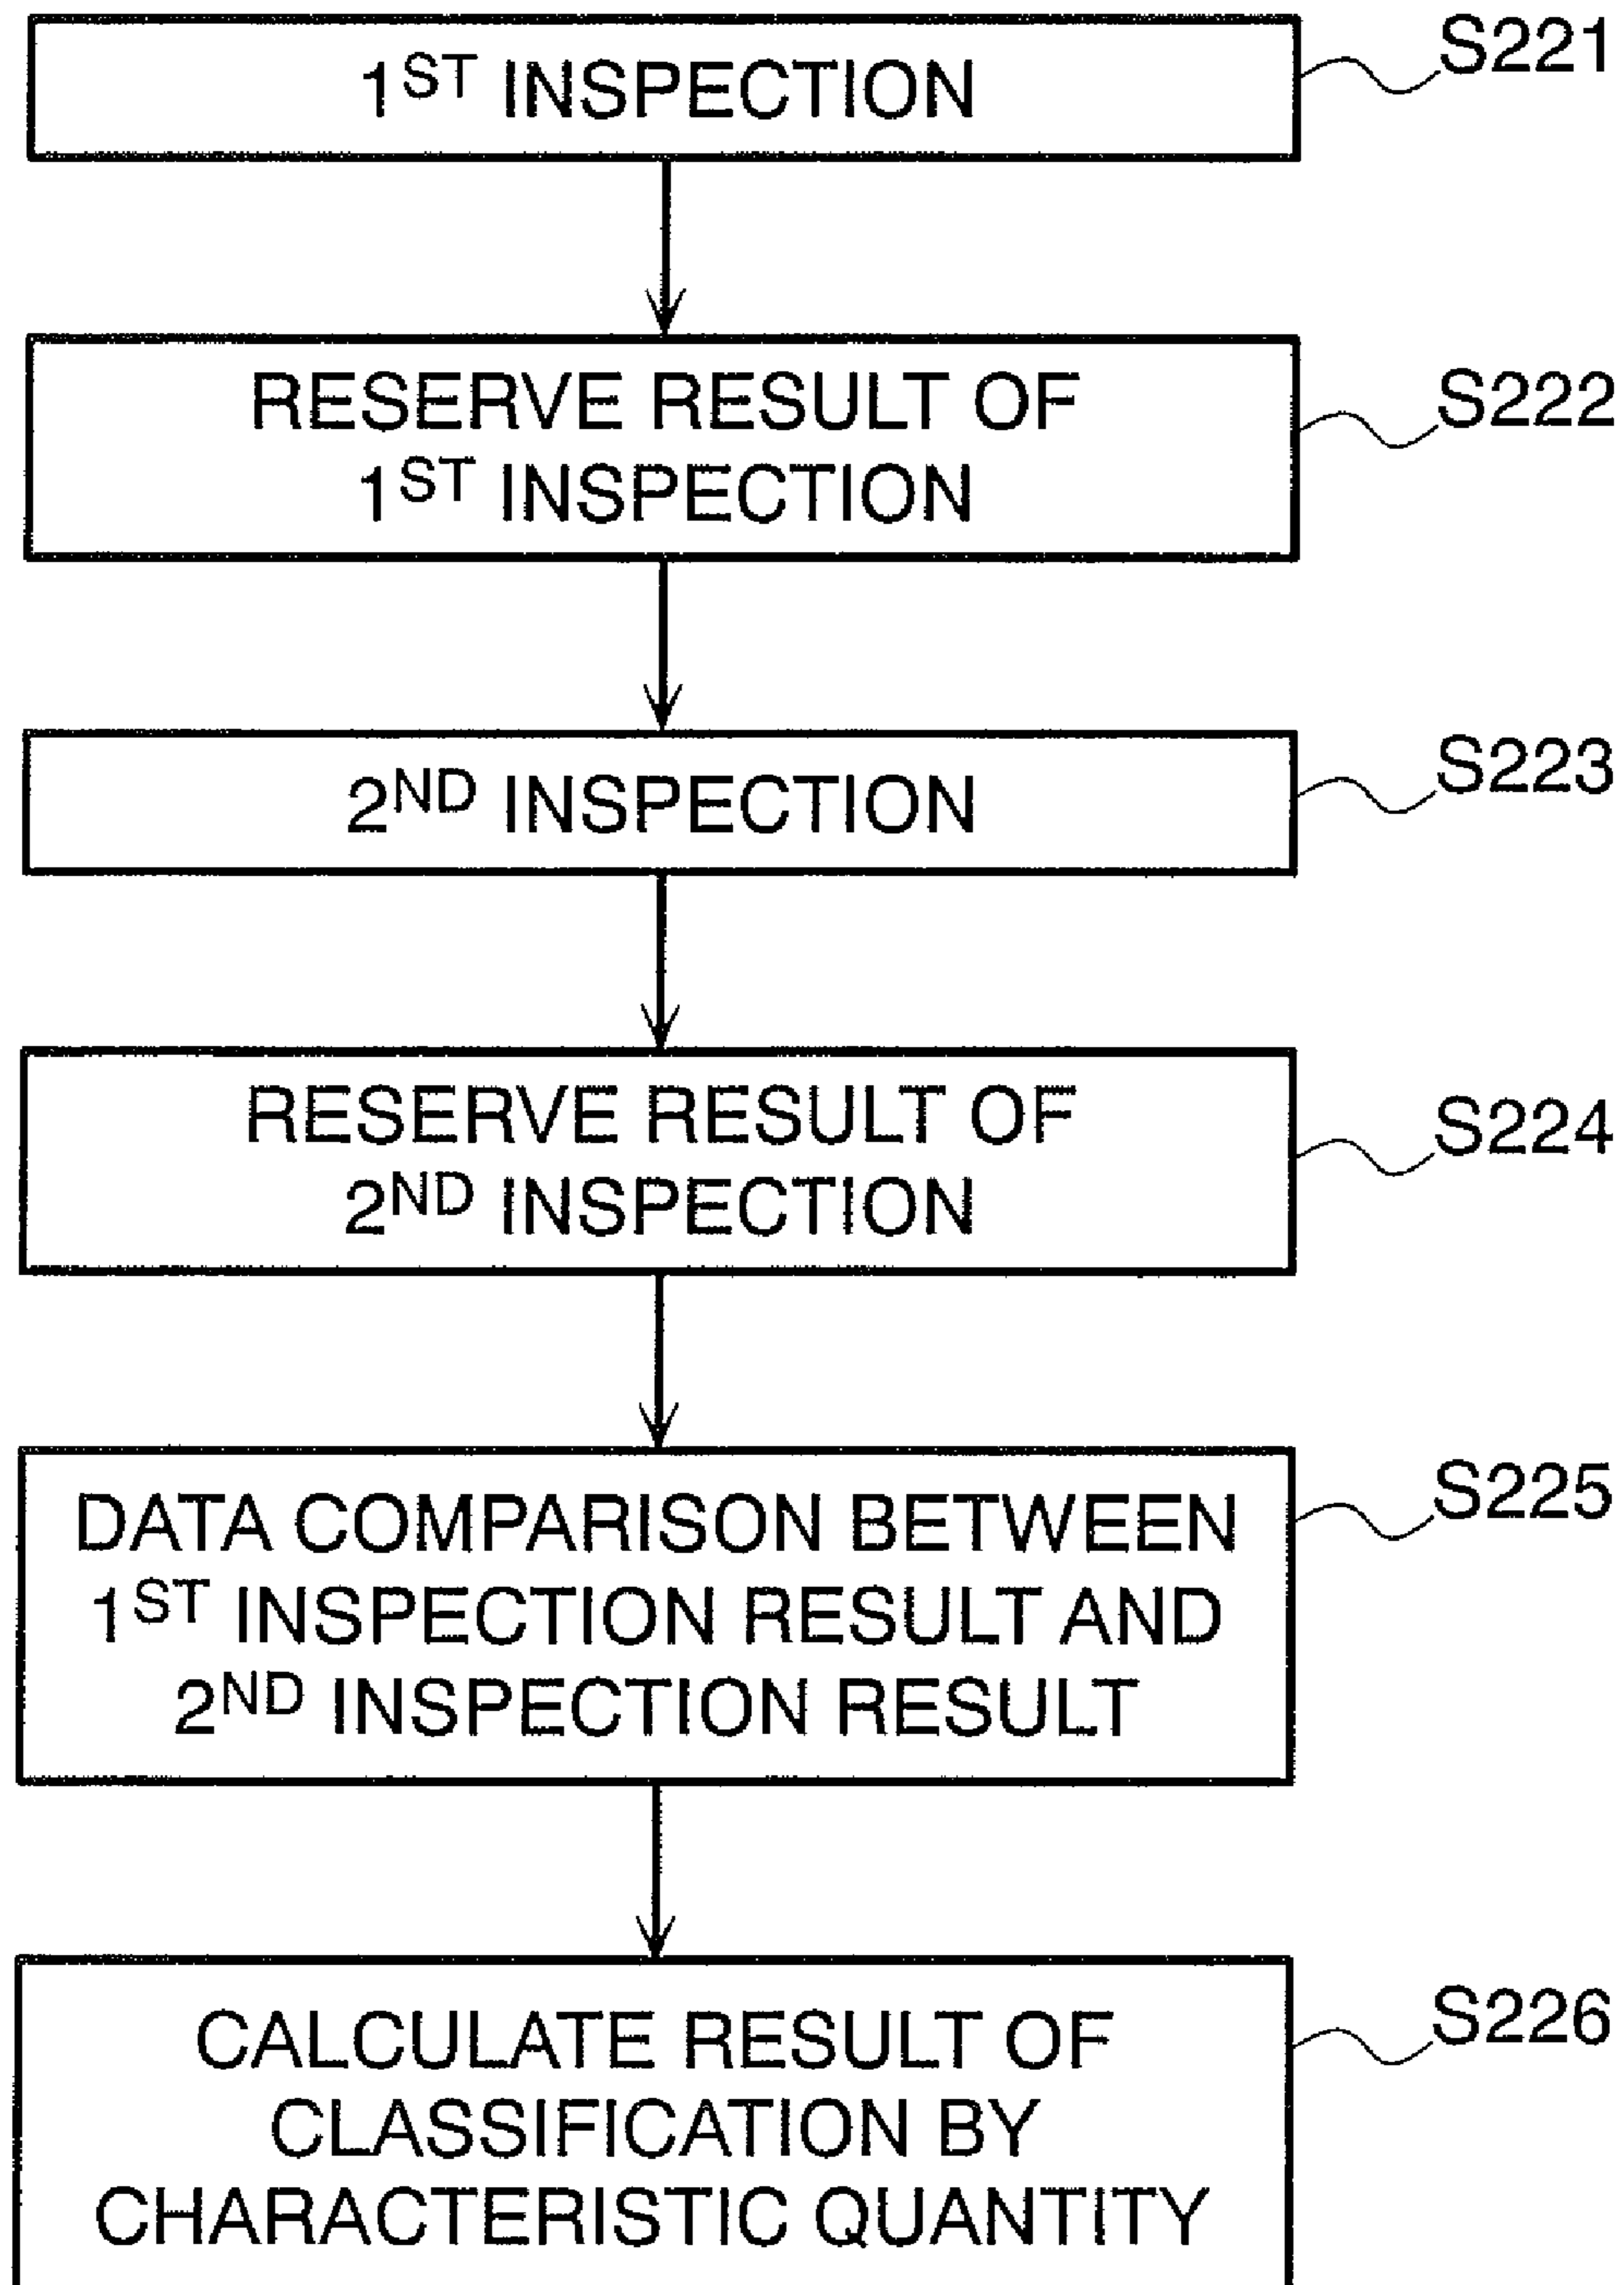 1ST INSPECTION
S221
RESERVE RESULT OF
1ST INSPECTION
S222
2ND INSPECTION
S223
RESERVE RESULT OF
2ND INSPECTION
S224
DATA COMPARISON BETWEEN
1ST INSPECTION RESULT AND
2ND INSPECTION RESULT
S225
CALCULATE RESULT OF
CLASSIFICATION BY
CHARACTERISTIC QUANTITY
S226